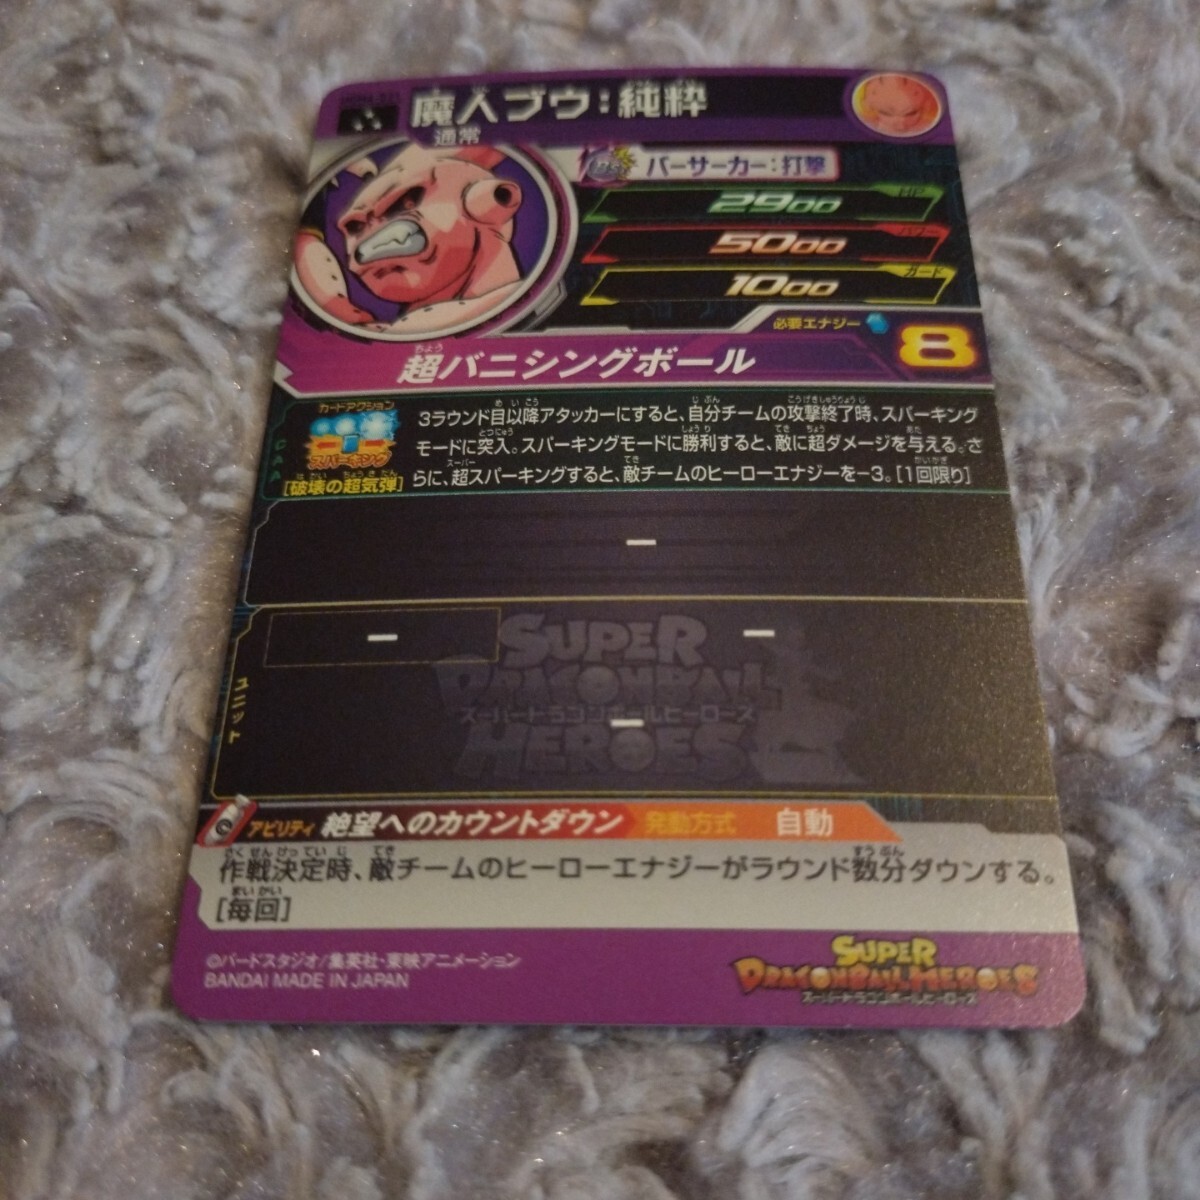 魔人ブウ:純粋
通常
バーサーカー:打撃
HP
2900
パワー
5000
ガード
1000
必要エナジー
8
超バニシングボール
カードアクション
スパーキング
[破壊の超気弾]
3ラウンド目以降アタッカーにすると、自分チームの攻撃終了時、スパーキング
モードに突入。スパーキングモードに勝利すると、敵に超ダメージを与える。さ
らに、超スパーキングすると、敵チームのヒーローエナジーを-3。[1回限り]
CAA
ー
ー
ー
ー
ユニット
SUPER
DRAGONBALL
スーパードラゴンボールヒーローズ
HEROES
アビリティ 絶望へのカウントダウン 発動方式 自動
作戦決定時、敵チームのヒーローエナジーがラウンド数分ダウンする。
[毎回]
©バードスタジオ/集英社・東映アニメーション
BANDAI MADE IN JAPAN
SUPER
DRAGONBALL HEROES
スーパードラゴンボールヒーローズ